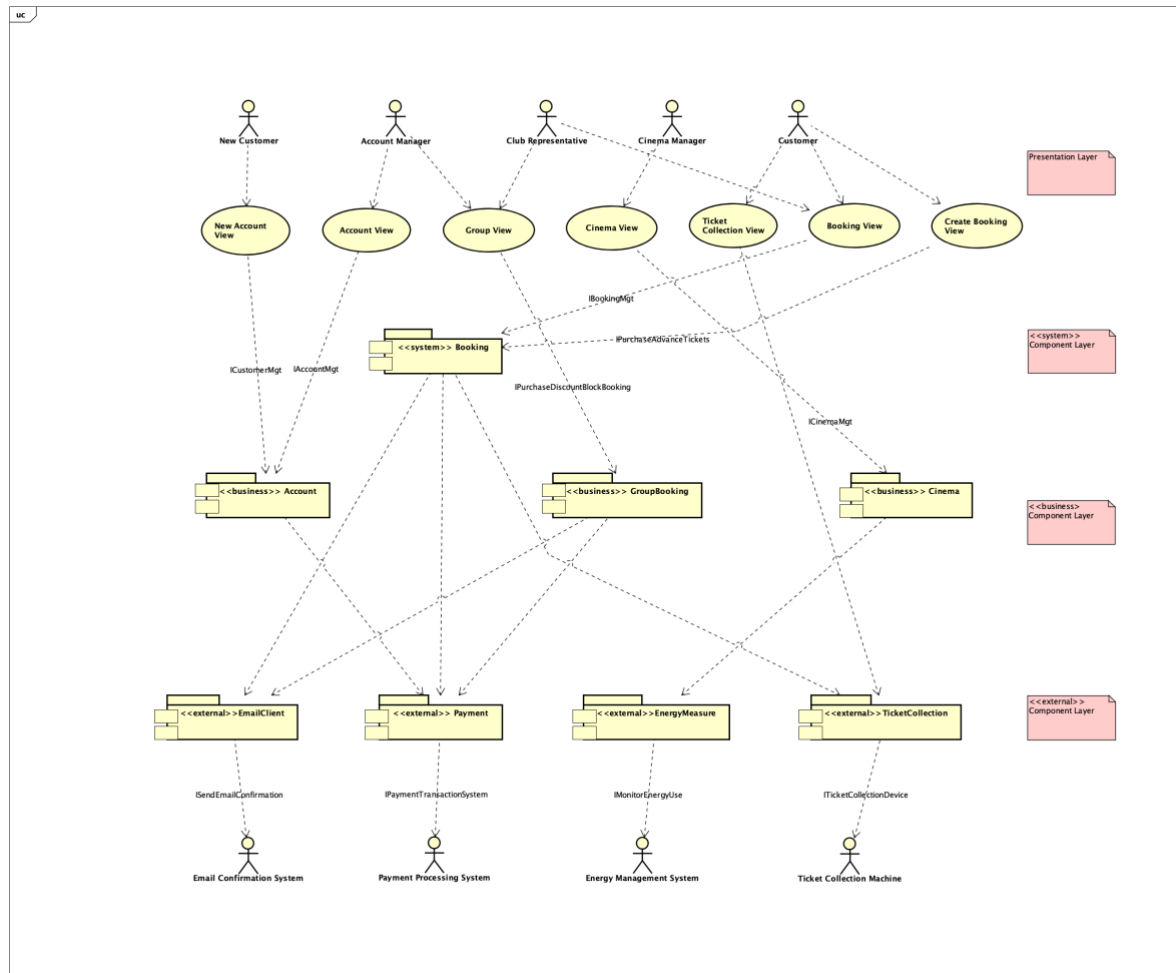 uc
New Customer
Account Manager
Club Representative
Cinema Manager
Customer
Presentation Layer
New Account
View
Account View
Group View
Cinema View
Ticket
Collection View
Booking View
Create Booking
View
IBookingMgt
<<system>> Booking
IPurchaseAdvanceTickets
<<system>>
Component Layer
ICustomerMgt
IAccountMgt
IPurchaseDiscountBlockBooking
ICinemaMgt
<<business>> Account
<<business>> GroupBooking
<<business>> Cinema
<<business>
Component Layer
<<external>>EmailClient
<<external>> Payment
<<external>>EnergyMeasure
<<external>>TicketCollection
<<external>>
Component Layer
ISendEmailConfirmation
IPaymentTransactionSystem
IMonitorEnergyUse
ITicketCollectionDevice
Email Confirmation System
Payment Processing System
Energy Management System
Ticket Collection Machine